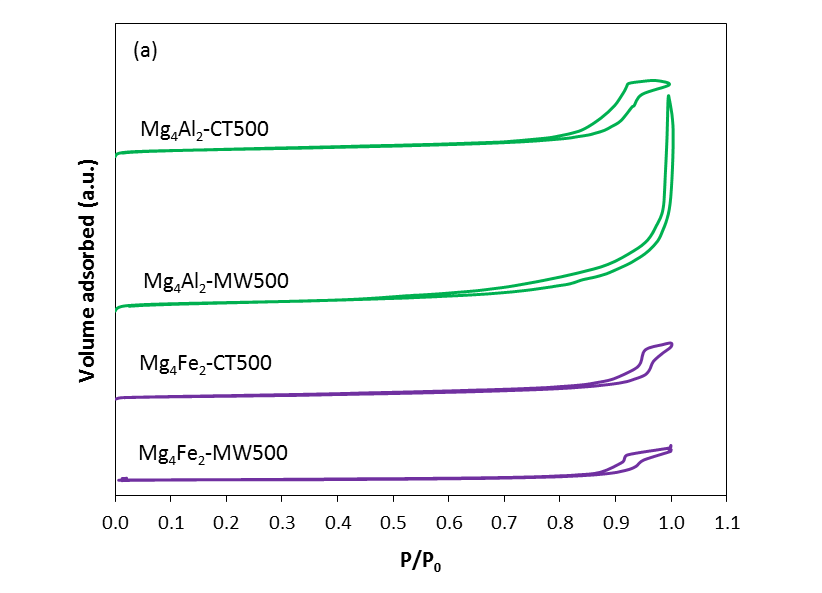 (a)
Mg₄Al₂-CT500
Mg₄Al₂-MW500
Mg₄Fe₂-CT500
Mg₄Fe₂-MW500
Volume adsorbed (a.u.)
0.0 0.1 0.2 0.3 0.4 0.5 0.6 0.7 0.8 0.9 1.0 1.1
P/P₀